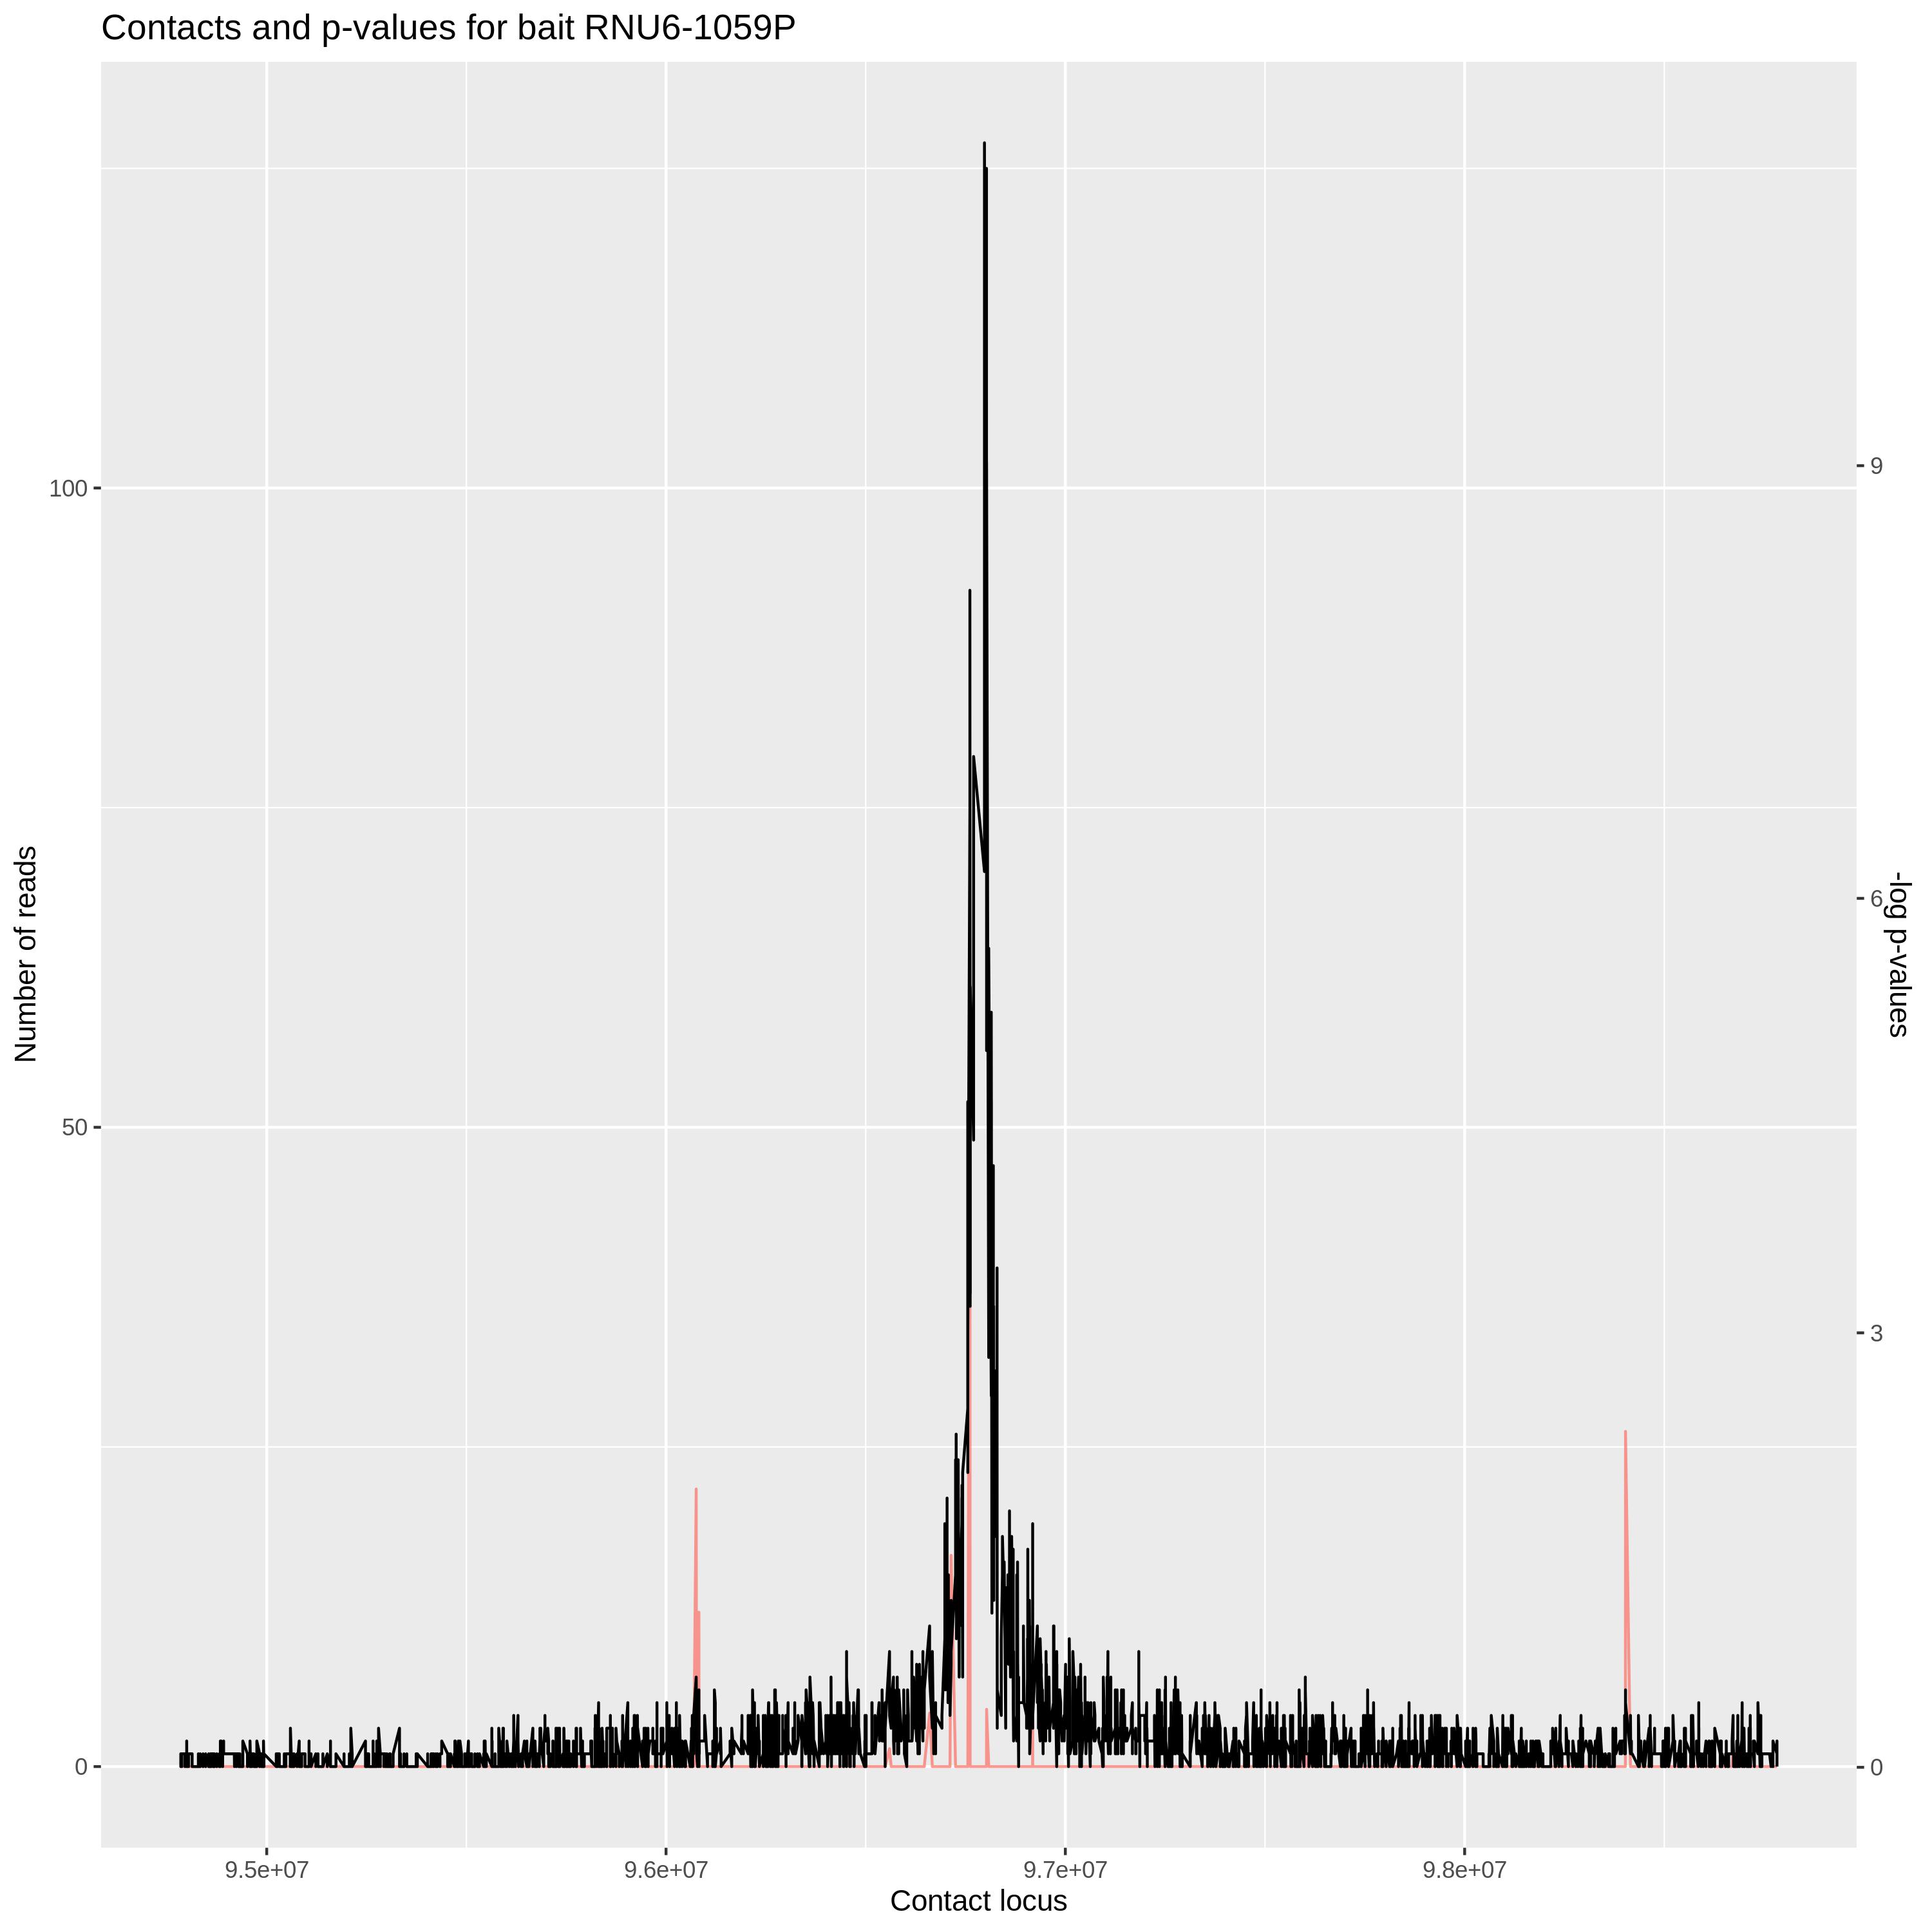 Contacts and p-values for bait RNU6-1059P
Number of reads
100
50
0
9
6
3
0
-log p-values
9.5e+07
9.6e+07
9.7e+07
9.8e+07
Contact locus